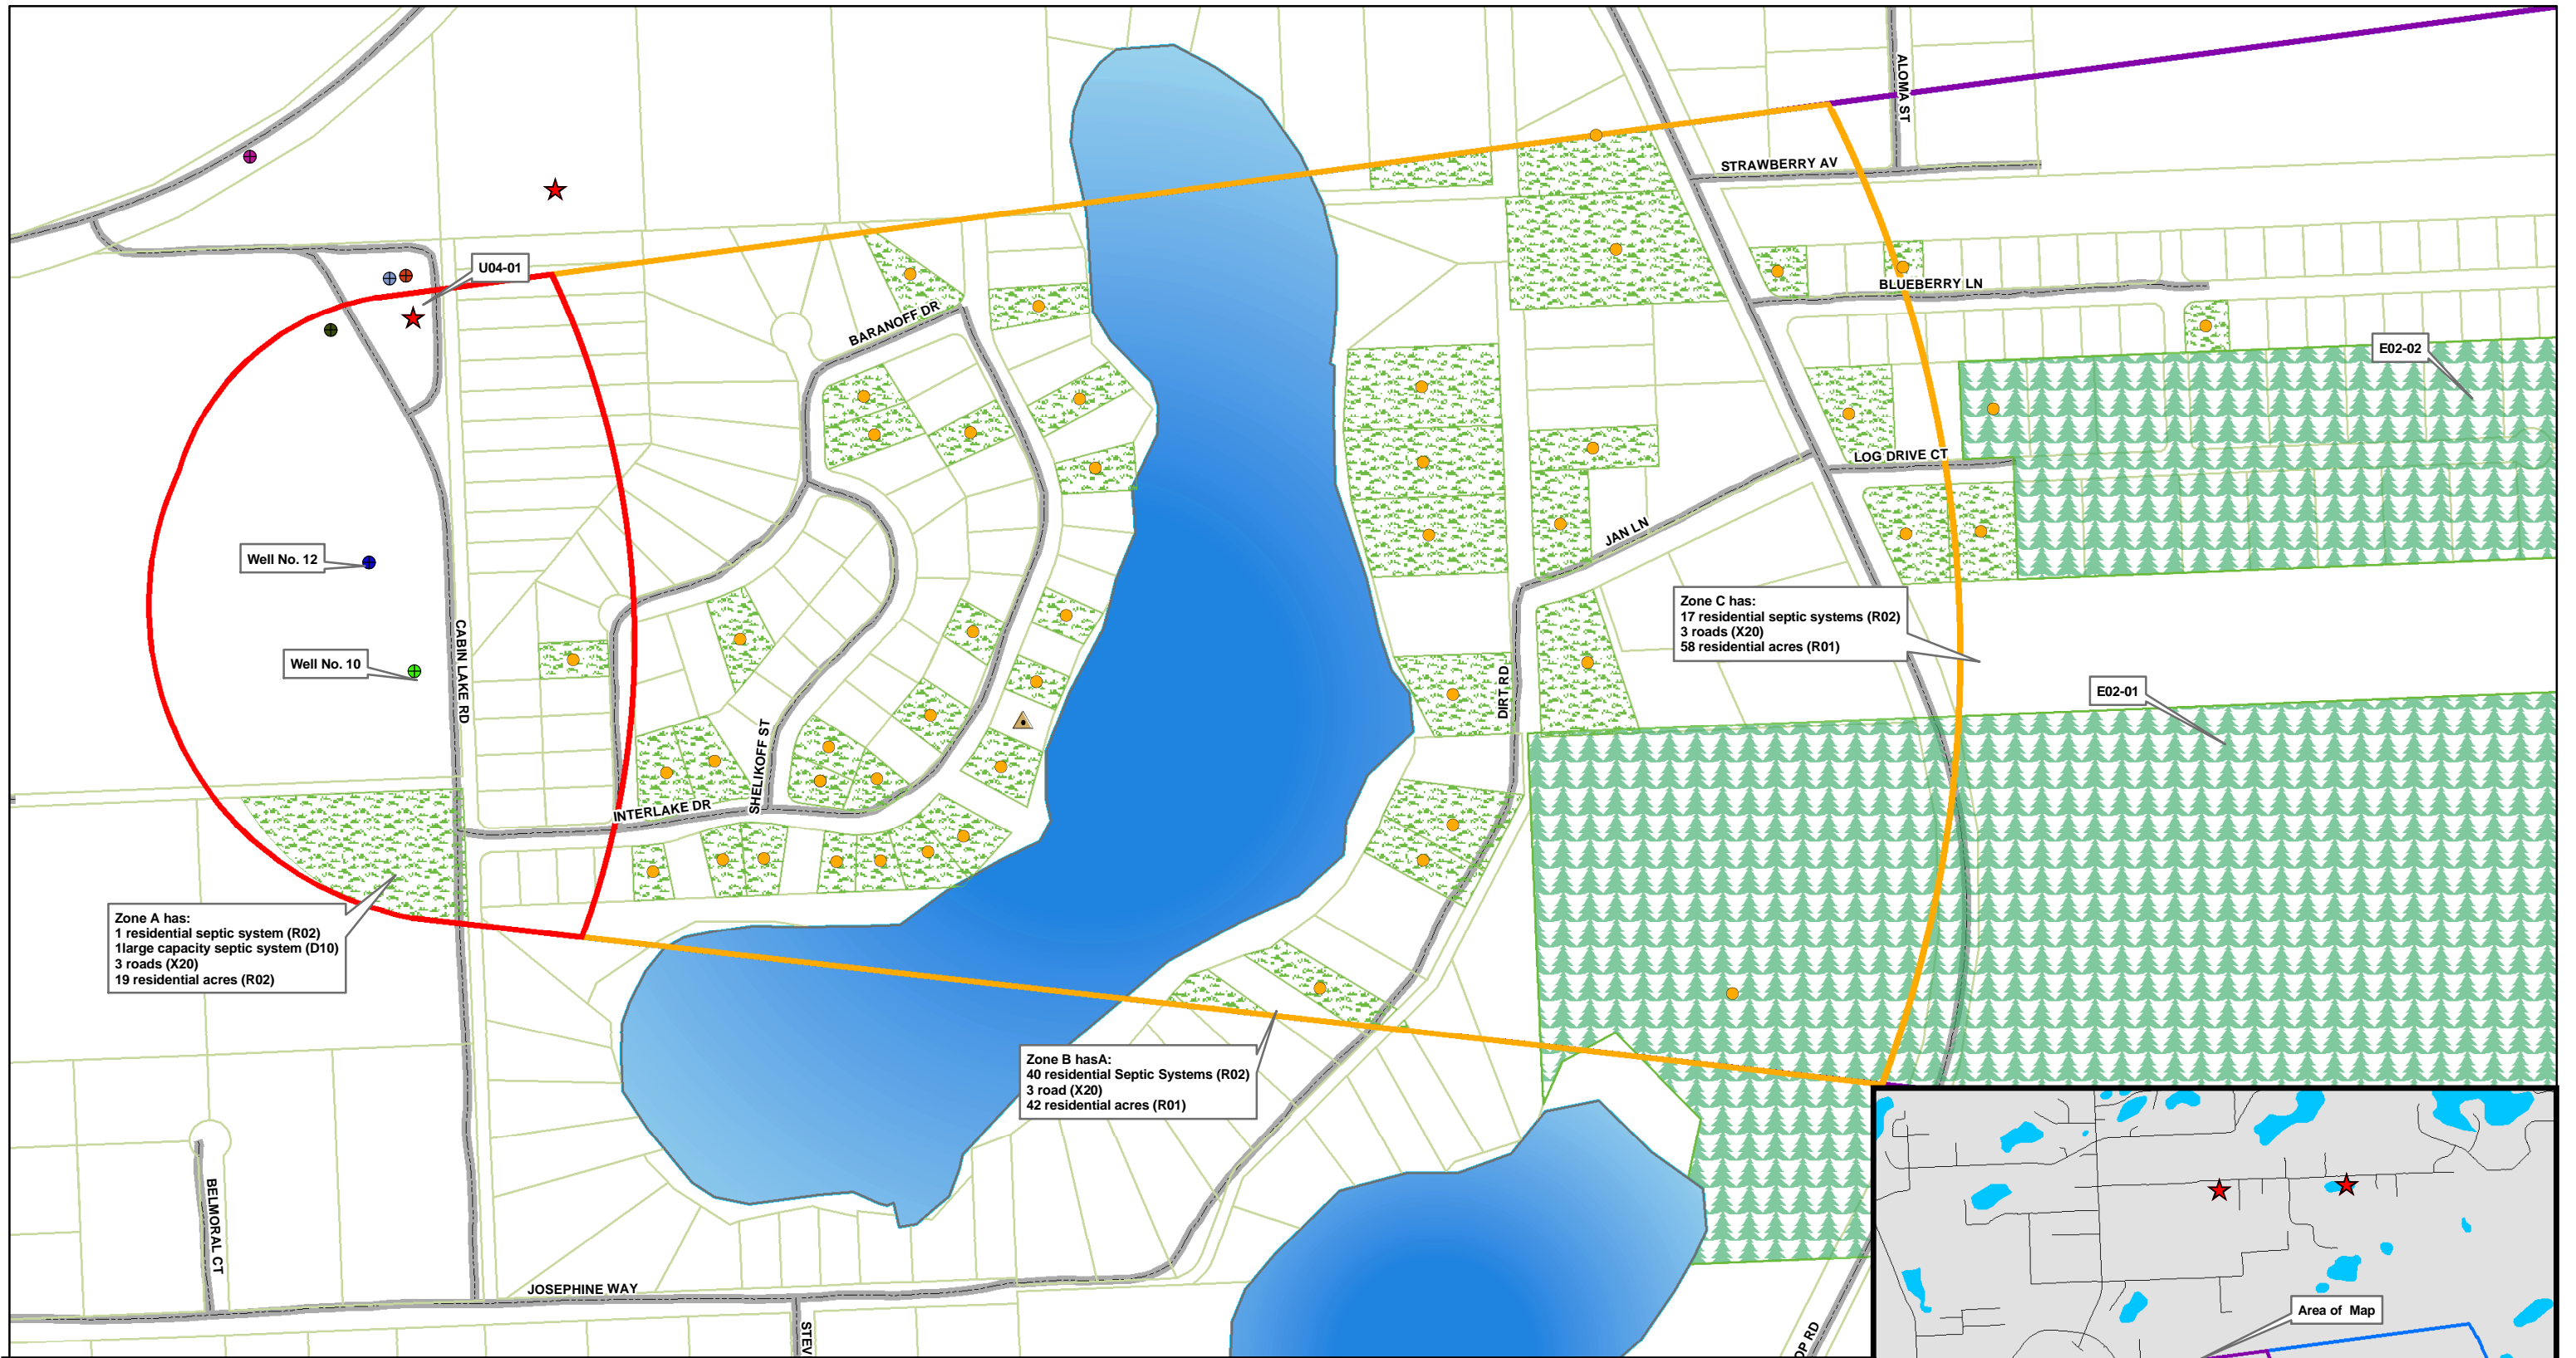 ALOMA ST
STRAWBERRY AV
U04-01
BLUEBERRY LN
BARANOFF DR
E02-02
LOG DRIVE CT
JAN LN
Well No. 12
Zone C has:
17 residential septic systems (R02)
3 roads (X20)
58 residential acres (R01)
CABIN LAKE RD
Well No. 10
DIRT RD
E02-01
SHELIKOFF ST
INTERLAKE DR
Zone A has:
1 residential septic system (R02)
1large capacity septic system (D10)
3 roads (X20)
19 residential acres (R02)
Zone B hasA:
40 residential Septic Systems (R02)
3 road (X20)
42 residential acres (R01)
BELMORAL CT
JOSEPHINE WAY
STEV
OP RD
Area of Map